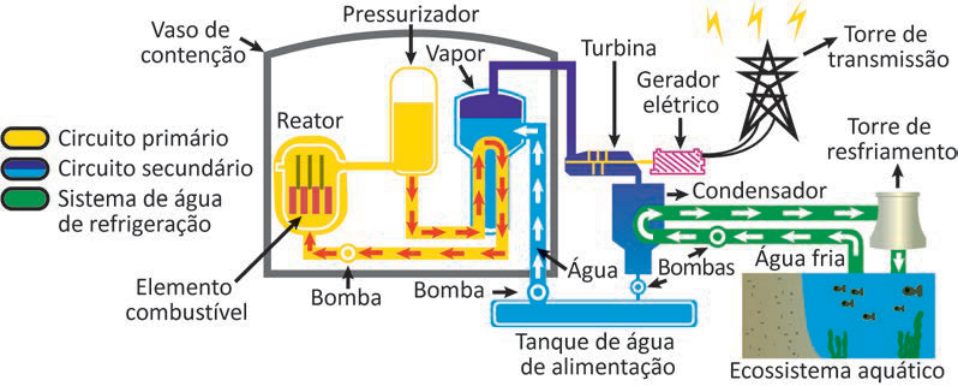 Pressurizador
Vaso de
contenção
Vapor
Turbina
Torre de
transmissão
Gerador
elétrico
Reator
Circuito primário
Circuito secundário
Sistema de água
de refrigeração
Torre de
resfriamento
Condensador
Elemento
combustível
Bomba
Bomba
Água
Bombas
Água fria
Tanque de água
de alimentação
Ecossistema aquático